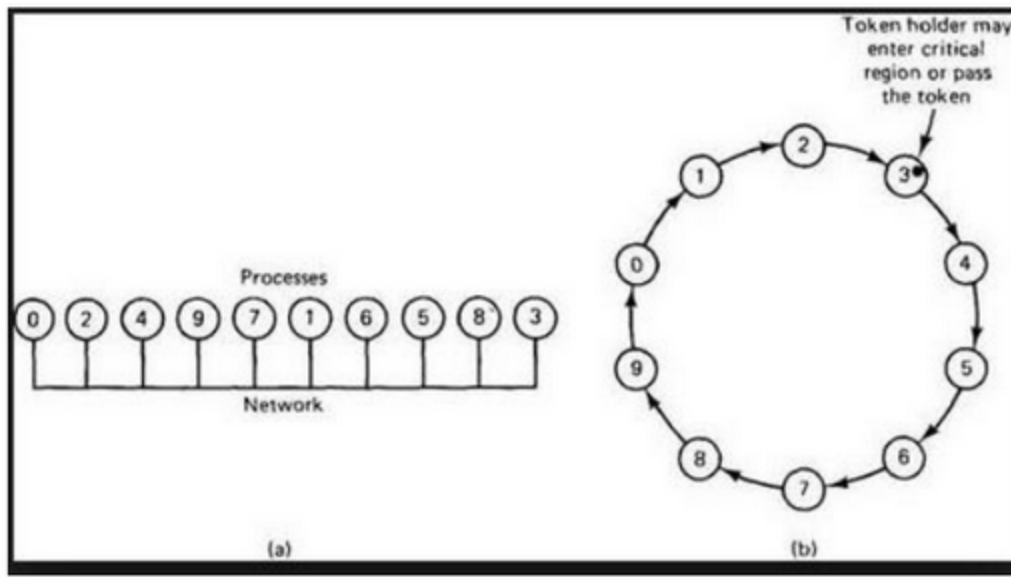 Token holder may
enter critical
region or pass
the token
2
1
3
0
4
Processes
0 2 4 9 7 1 6 5 8 3
9
5
Network
8
6
7
(a)
(b)